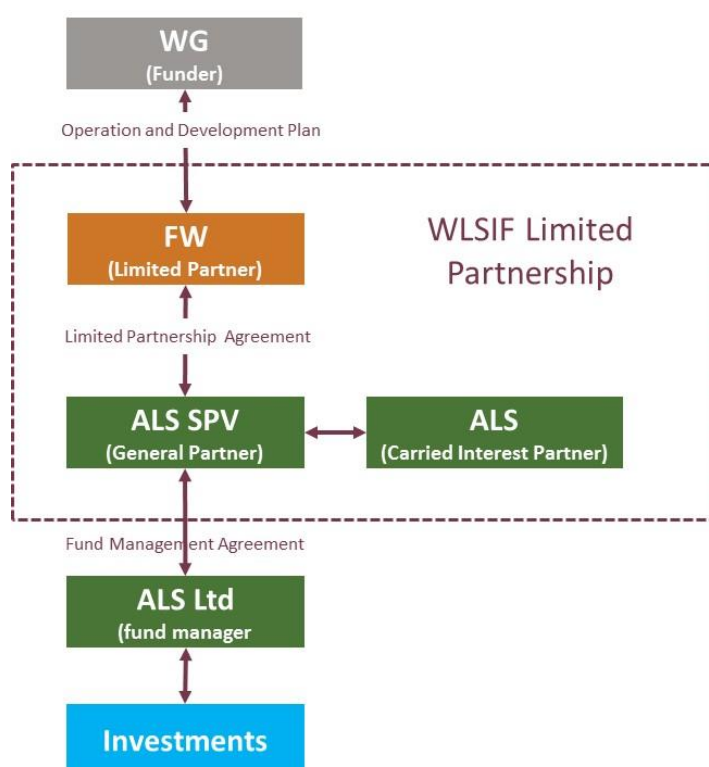 WG
(Funder)
Operation and Development Plan
FW
(Limited Partner)
WLSIF Limited
Partnership
Limited Partnership Agreement
ALS SPV
(General Partner)
ALS
(Carried Interest Partner)
Fund Management Agreement
ALS Ltd
(fund manager
Investments